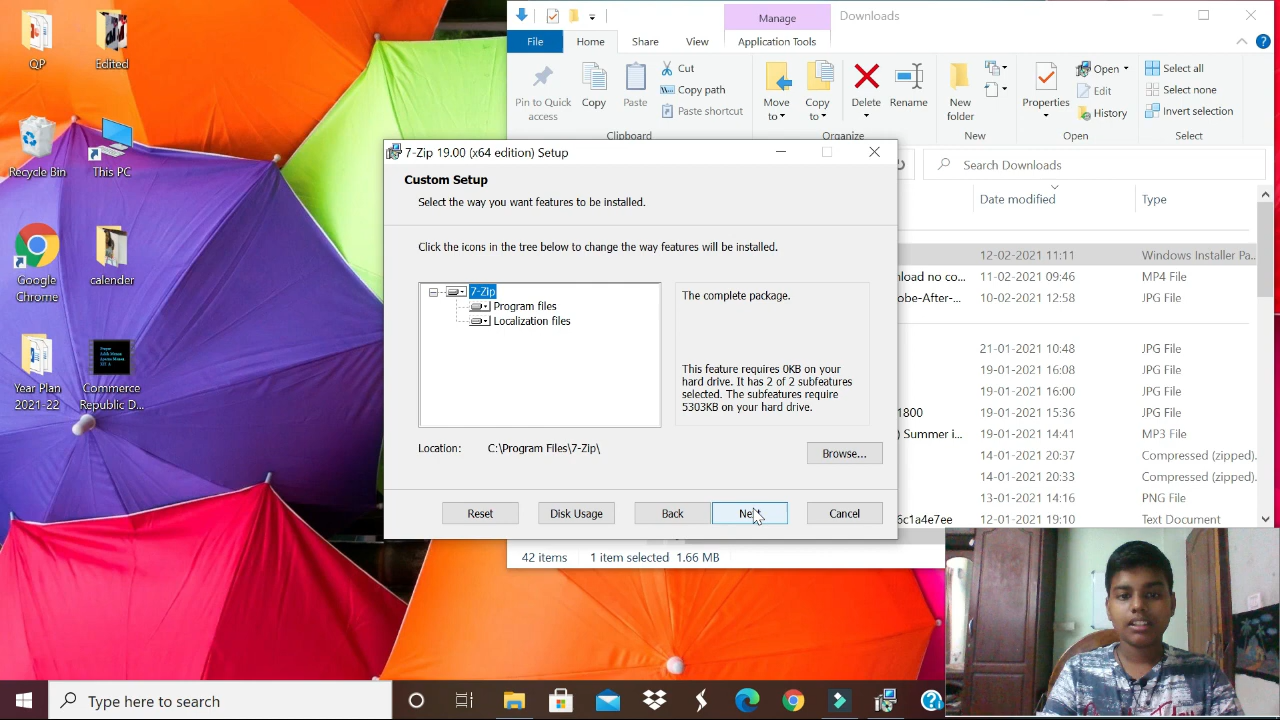 QP
Edited
Recycle Bin
This PC
Google
Chrome
calender
Year Plan
2021-22
Commerce
Republic D...
Manage
Downloads
File
Home
Share
View
Application Tools
Pin to Quick
access
Copy
Paste
Cut
Copy path
Paste shortcut
Clipboard
Move
to
Copy
to
Delete
Rename
Organize
New
folder
New
Properties
Open
Edit
History
Open
Select all
Select none
Invert selection
Select
Search Downloads
Date modified
Type
12-02-2021 11:11 Windows Installer Pa...
nload no co... 11-02-2021 09:46 MP4 File
obe-After-... 10-02-2021 12:58 JPG File
21-01-2021 10:48 JPG File
19-01-2021 16:08 JPG File
19-01-2021 16:00 JPG File
1800 19-01-2021 15:36 JPG File
) Summer i... 19-01-2021 14:41 MP3 File
14-01-2021 20:37 Compressed (zipped)...
14-01-2021 20:33 Compressed (zipped)...
13-01-2021 14:16 PNG File
6c1a4e7ee 12-01-2021 19:10 Text Document
42 items 1 item selected 1.66 MB
7-Zip 19.00 (x64 edition) Setup
Custom Setup
Select the way you want features to be installed.
Click the icons in the tree below to change the way features will be installed.
7-Zip
Program files
Localization files
The complete package.
This feature requires 0KB on your
hard drive. It has 2 of 2 subfeatures
selected. The subfeatures require
5303KB on your hard drive.
Location: C:\Program Files\7-Zip\
Browse...
Reset
Disk Usage
Back
Next
Cancel
Type here to search